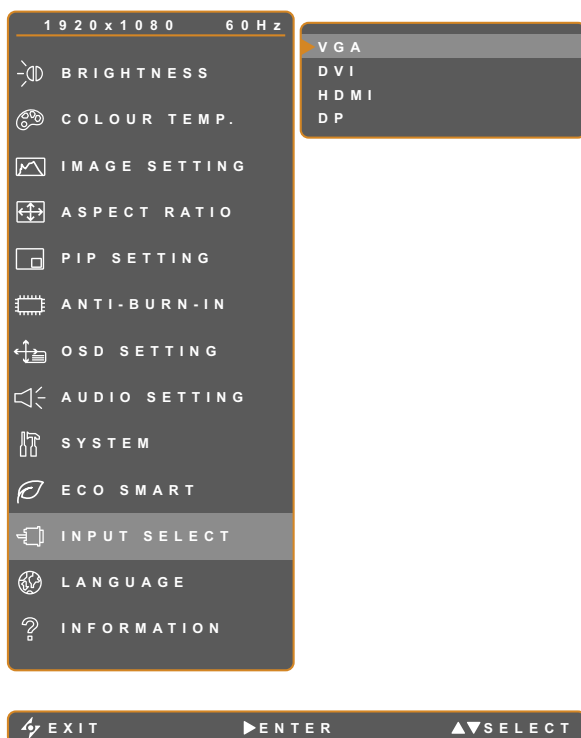 1920x1080 60Hz
BRIGHTNESS
COLOUR TEMP.
IMAGE SETTING
ASPECT RATIO
PIP SETTING
ANTI-BURN-IN
OSD SETTING
AUDIO SETTING
SYSTEM
ECO SMART
INPUT SELECT
LANGUAGE
INFORMATION
VGA
DVI
HDMI
DP
EXIT ▶ENTER ▲▼SELECT